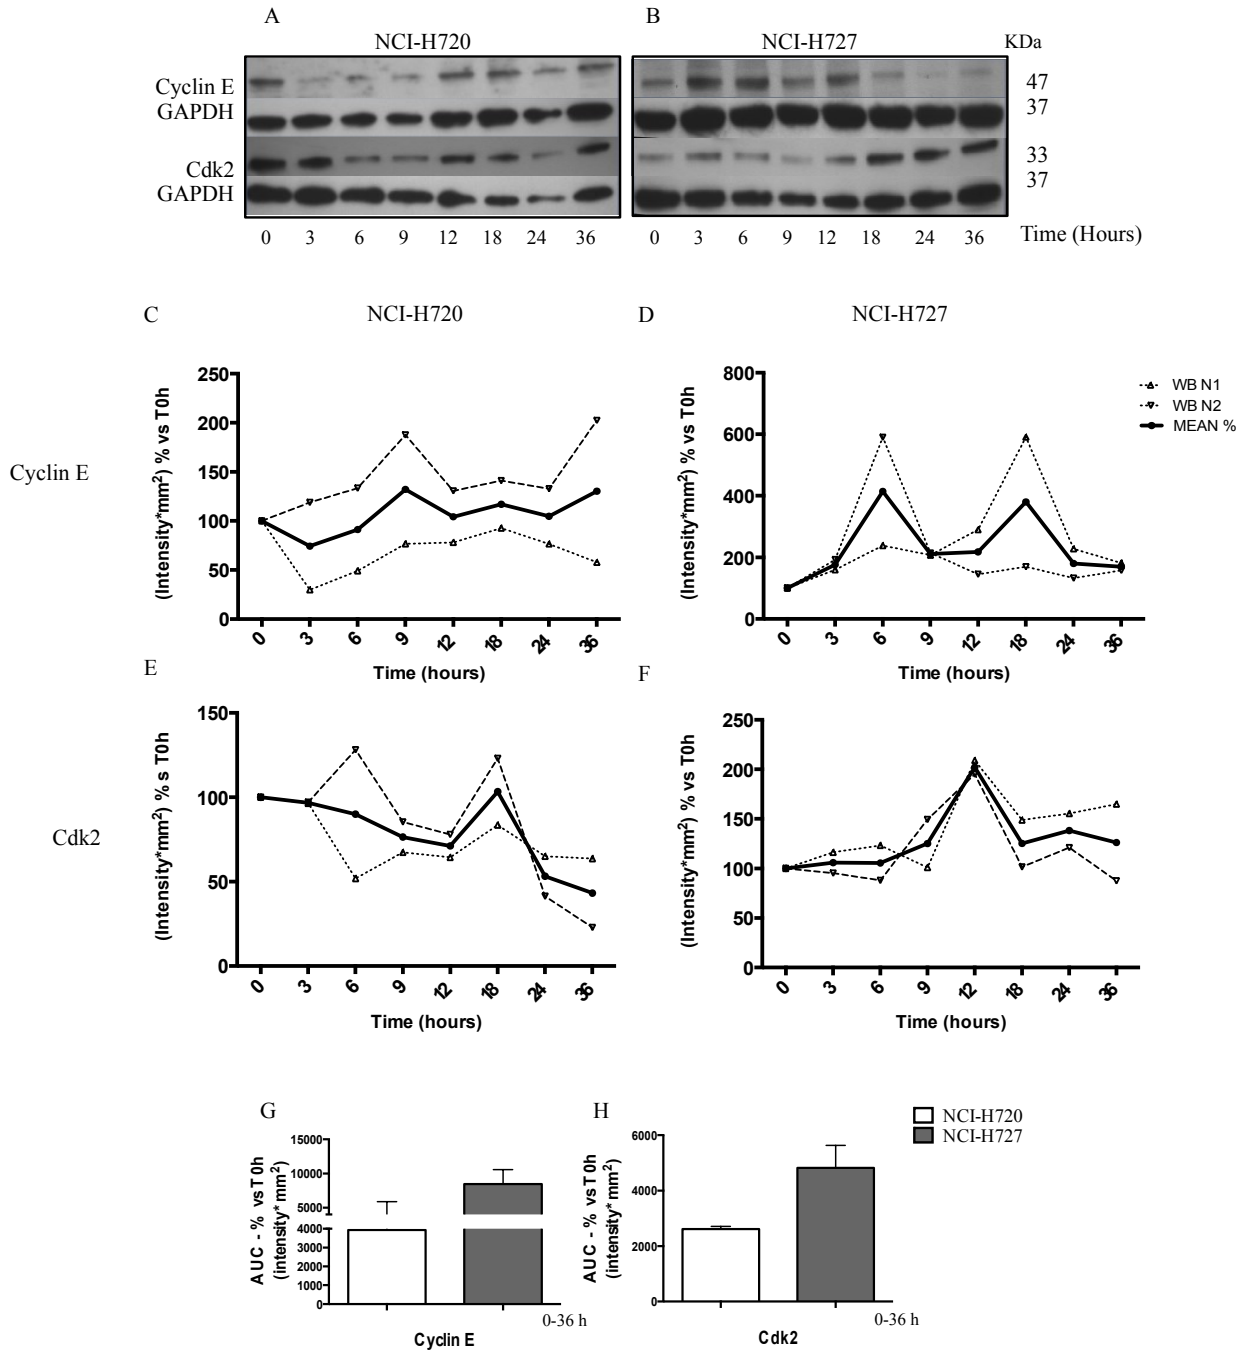 A
B
NCI-H720
NCI-H727
KDa
Cyclin E
47
GAPDH
37
Cdk2
33
GAPDH
37
0 3 6 9 12 18 24 36
0 3 6 9 12 18 24 36
Time (Hours)
C
NCI-H720
D
NCI-H727
Cyclin E
(Intensity*mm2) % vs T0h
250
200
150
100
50
0
0 3 6 9 12 18 24 36
Time (hours)
(Intensity*mm2) % vs T0h
800
600
400
200
0
0 3 6 9 12 18 24 36
Time (hours)
WB N1
WB N2
MEAN %
E
F
Cdk2
(Intensity*mm2) % s T0h
150
100
50
0
0 3 6 9 12 18 24 36
Time (hours)
(Intensity*mm2) % vs T0h
250
200
150
100
50
0
0 3 6 9 12 18 24 36
Time (hours)
G
AUC - % vs T0h
(intensity*mm2)
15000
10000
5000
4000
3000
2000
1000
0
0-36 h
Cyclin E
H
AUC - % vs T0h
(intensity*mm2)
6000
4000
2000
0
0-36 h
Cdk2
NCI-H720
NCI-H727